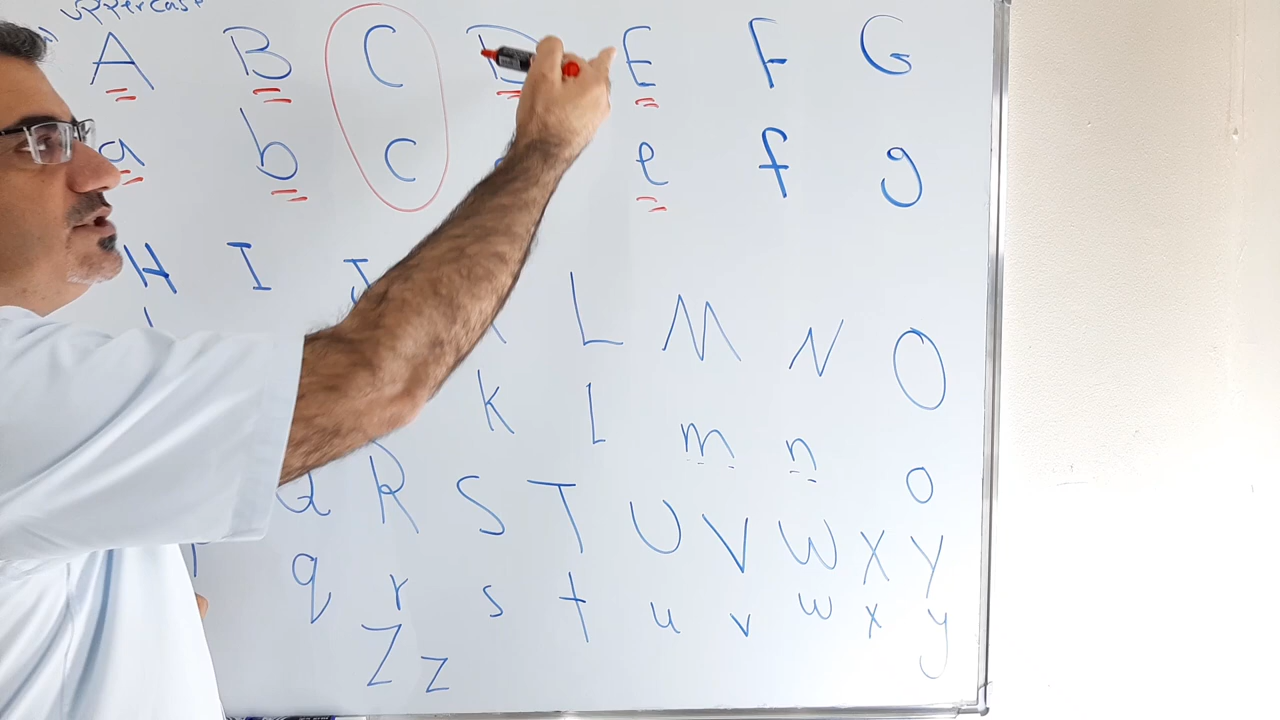 uppercase
A B C D E F G
a b c e f g
H I J L M N O
k l m n o
Q R S T U V W X Y
q r s t u v w x y
Z z